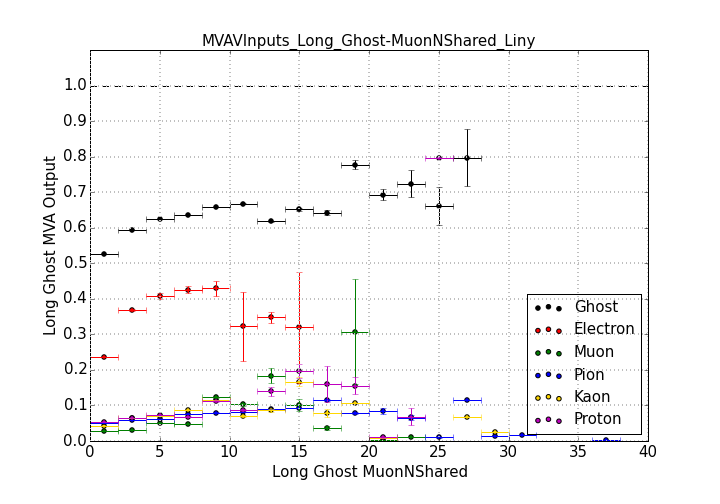 MVAVInputs_Long_Ghost-MuonNShared_Liny
1.0
0.9
0.8
0.7
0.6
0.5
0.4
0.3
0.2
0.1
0.0
Long Ghost MVA Output
Ghost
Electron
Muon
Pion
Kaon
Proton
0 5 10 15 20 25 30 35 40
Long Ghost MuonNShared